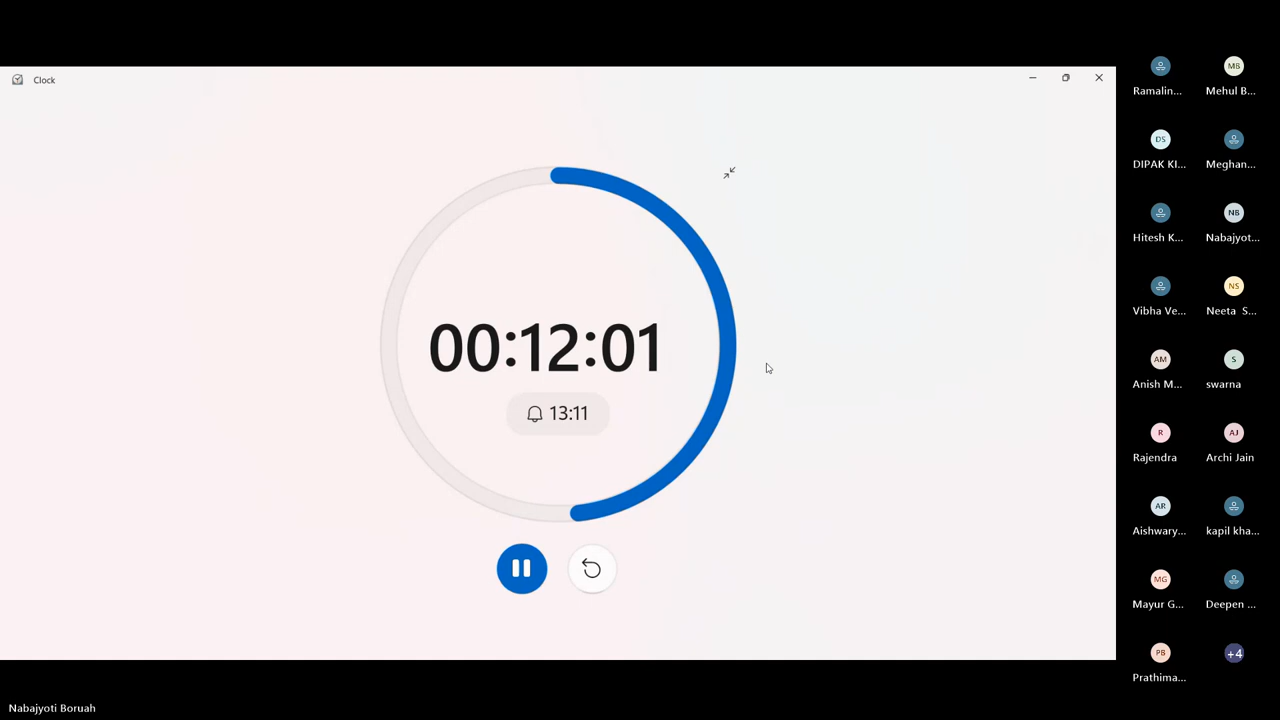 Clock
00:12:01
13:11
Ramalin...
MB
Mehul B...
DS
DIPAK KI...
Meghan...
Hitesh K...
NB
Nabajyot...
Vibha Ve...
NS
Neeta S...
AM
Anish M...
S
swarna
R
Rajendra
AJ
Archi Jain
AR
Aishwary...
kapil kha...
MG
Mayur G...
Deepen ...
PB
Prathima...
+4
Nabajyoti Boruah